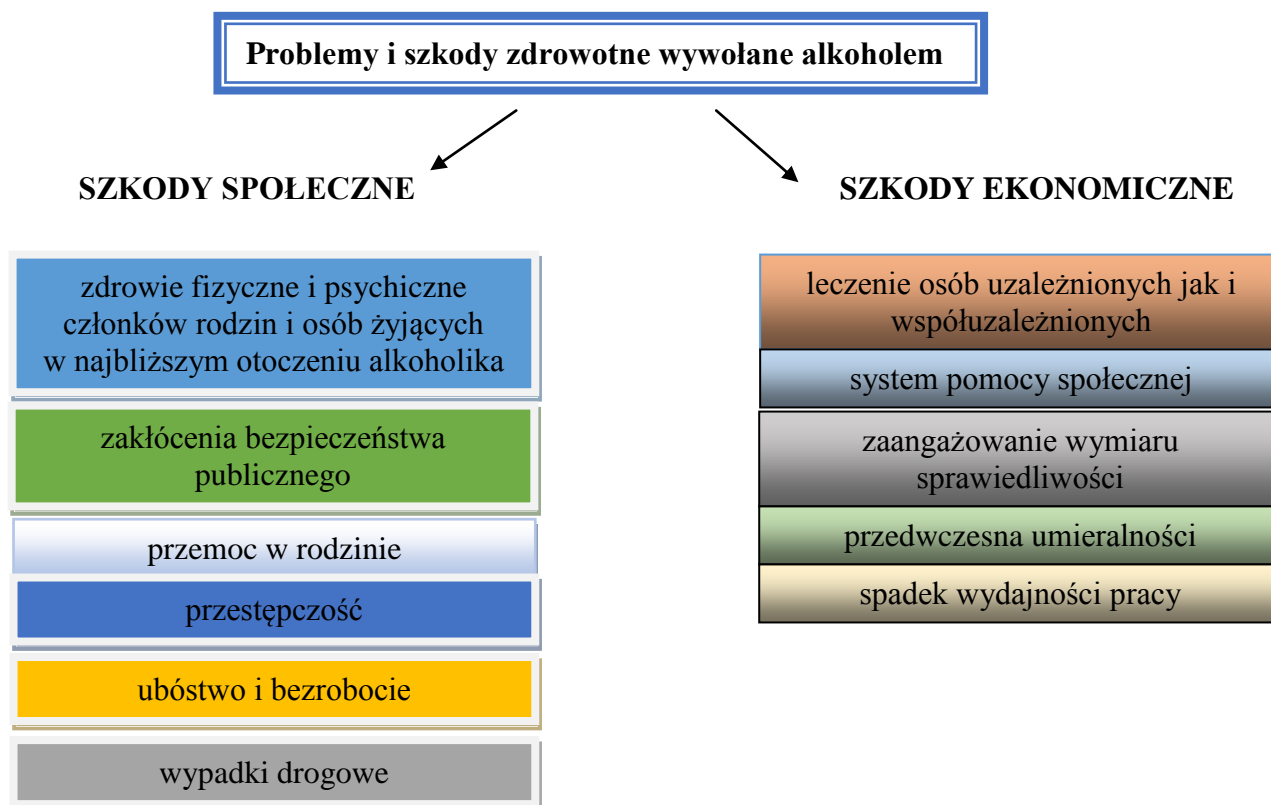 Problemy i szkody zdrowotne wywołane alkoholem
SZKODY SPOŁECZNE
zdrowie fizyczne i psychiczne
członków rodzin i osób żyjących
w najbliższym otoczeniu alkoholika
zakłócenia bezpieczeństwa
publicznego
przemoc w rodzinie
przestępczość
ubóstwo i bezrobocie
wypadki drogowe
SZKODY EKONOMICZNE
leczenie osób uzależnionych jak i
współuzależnionych
system pomocy społecznej
zaangażowanie wymiaru
sprawiedliwości
przedwczesna umieralności
spadek wydajności pracy